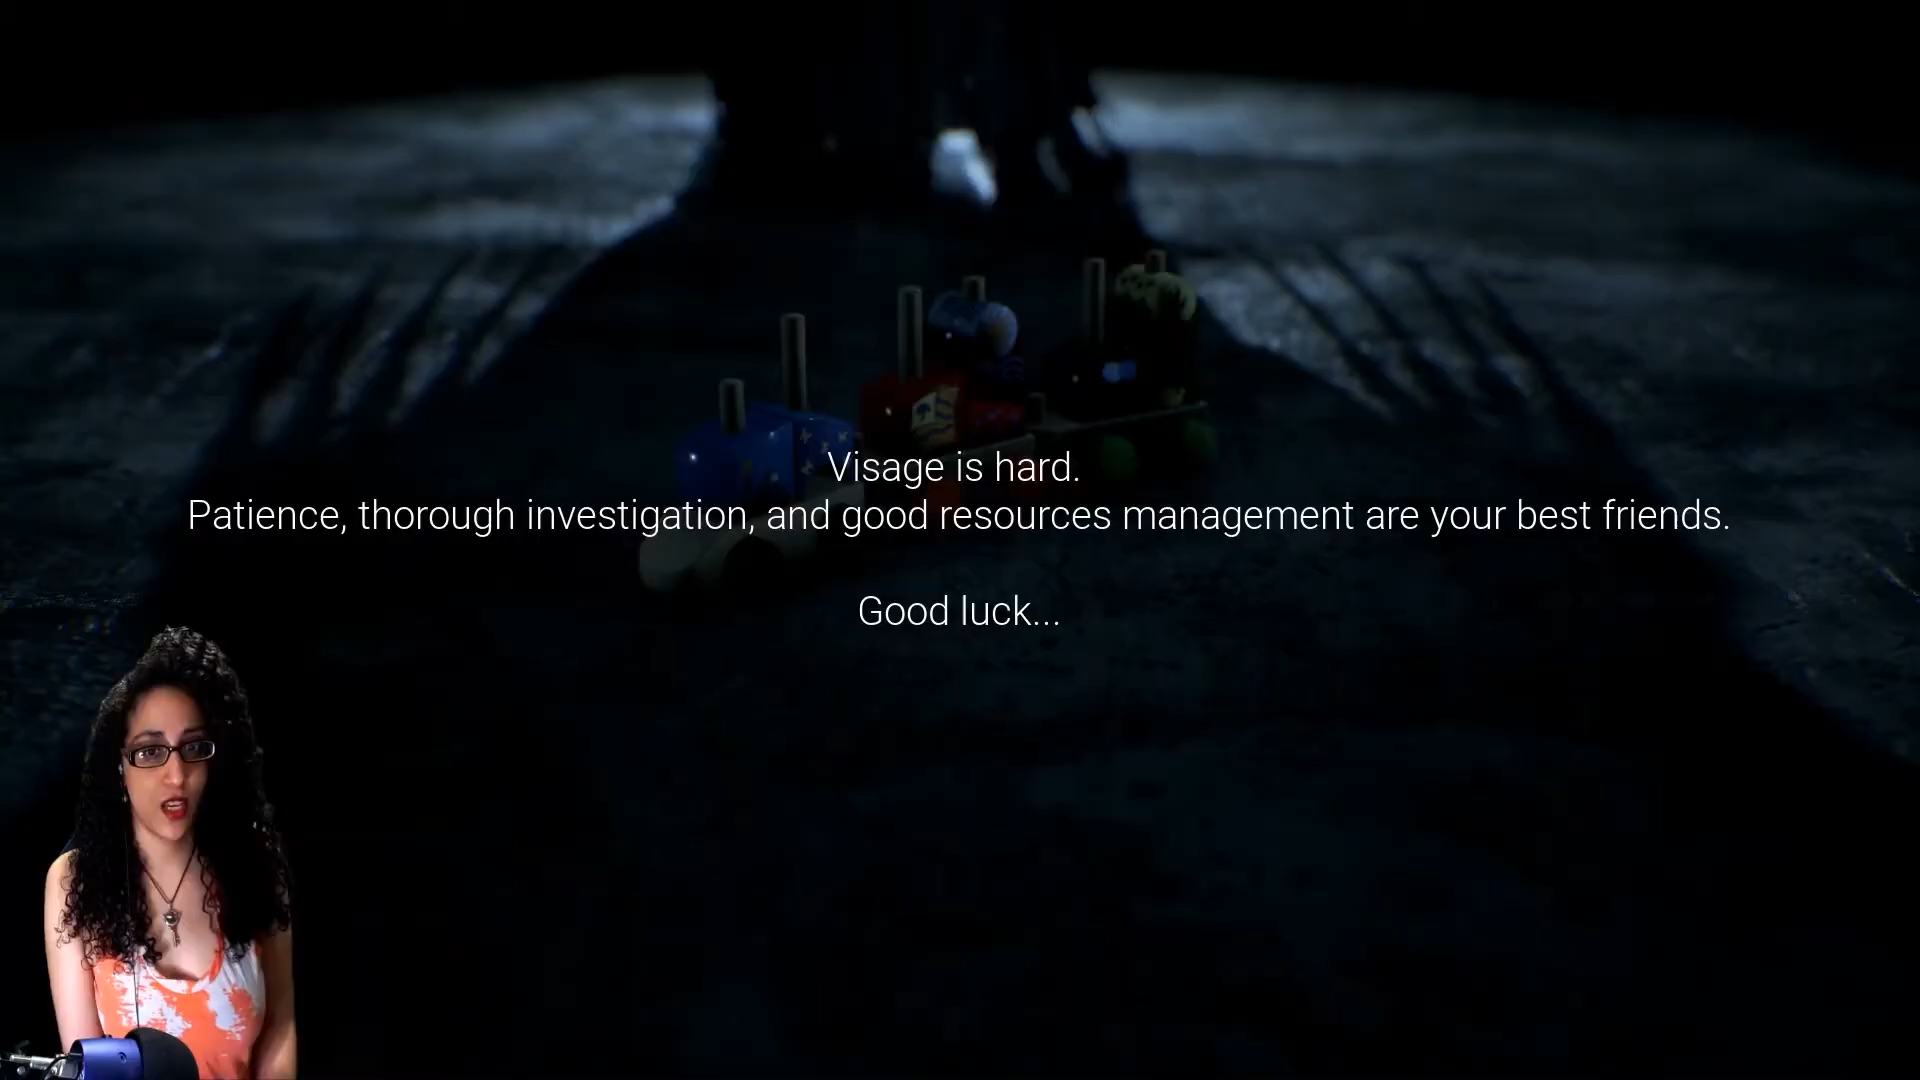 Visage is hard.
Patience, thorough investigation, and good resources management are your best friends.
Good luck...